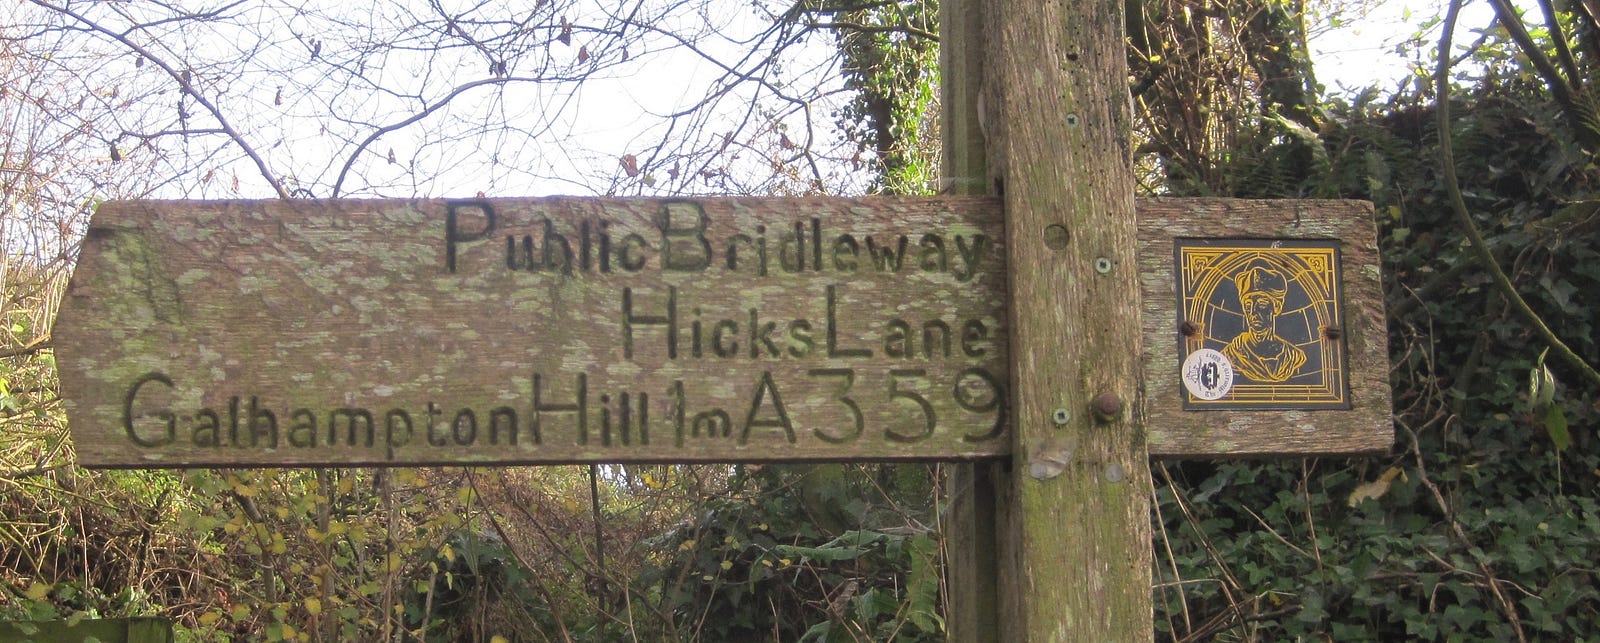 Public Bridleway
Hicks Lane
Galhampton Hill 1m A359